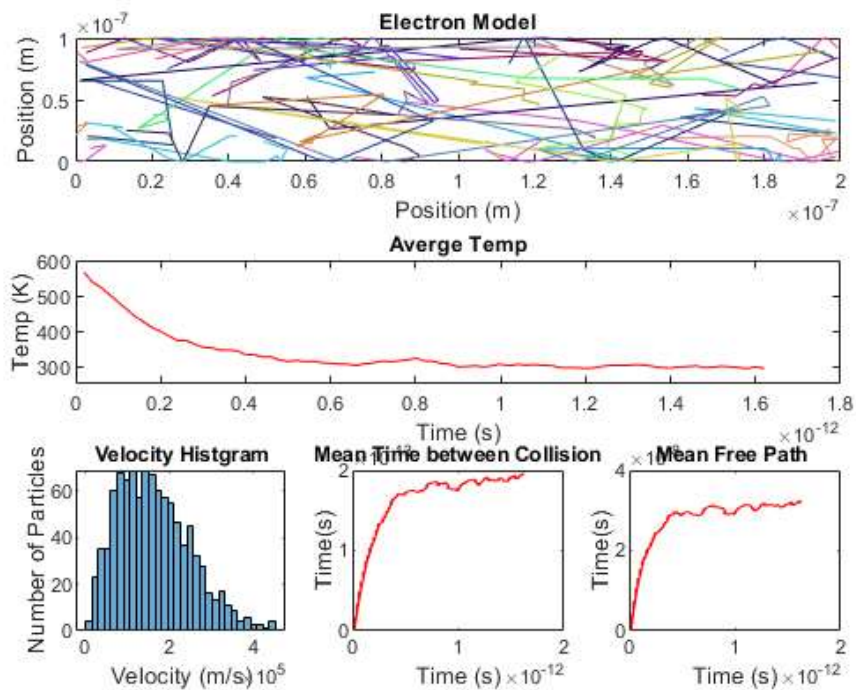 Electron Model
×10-7
Position (m)
1
0.5
0
0 0.2 0.4 0.6 0.8 1 1.2 1.4 1.6 1.8 2
Position (m)
×10-7
Averge Temp
Temp (K)
600
500
400
300
0 0.2 0.4 0.6 0.8 1 1.2 1.4 1.6 1.8
Time (s)
×10-12
Velocity Histgram
Number of Particles
60
40
20
0
0 2 4
Velocity (m/s)
105
Mean Time between Collision
Time(s)
2
1
0
0 1 2
Time (s) ×10-12
Mean Free Path
Time(s)
4
2
0
0 1 2
Time (s) ×10-12